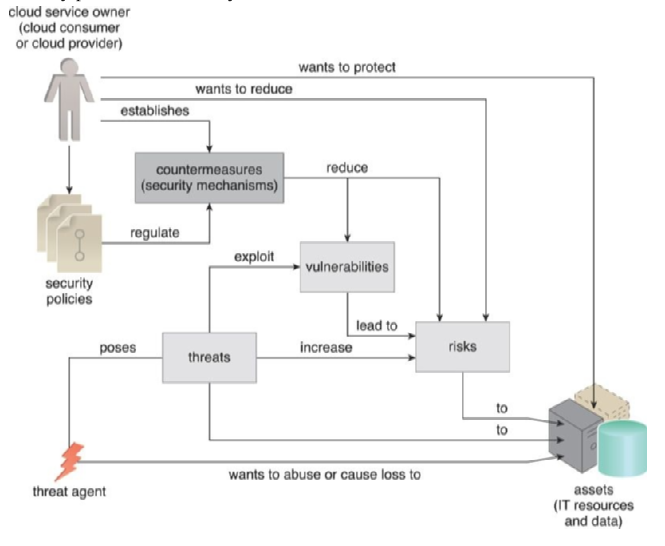 cloud service owner
(cloud consumer
or cloud provider)
wants to protect
wants to reduce
establishes
countermeasures
(security mechanisms)
reduce
regulate
security
policies
exploit
vulnerabilities
lead to
poses
threats
increase
risks
to
to
wants to abuse or cause loss to
threat agent
assets
(IT resources
and data)